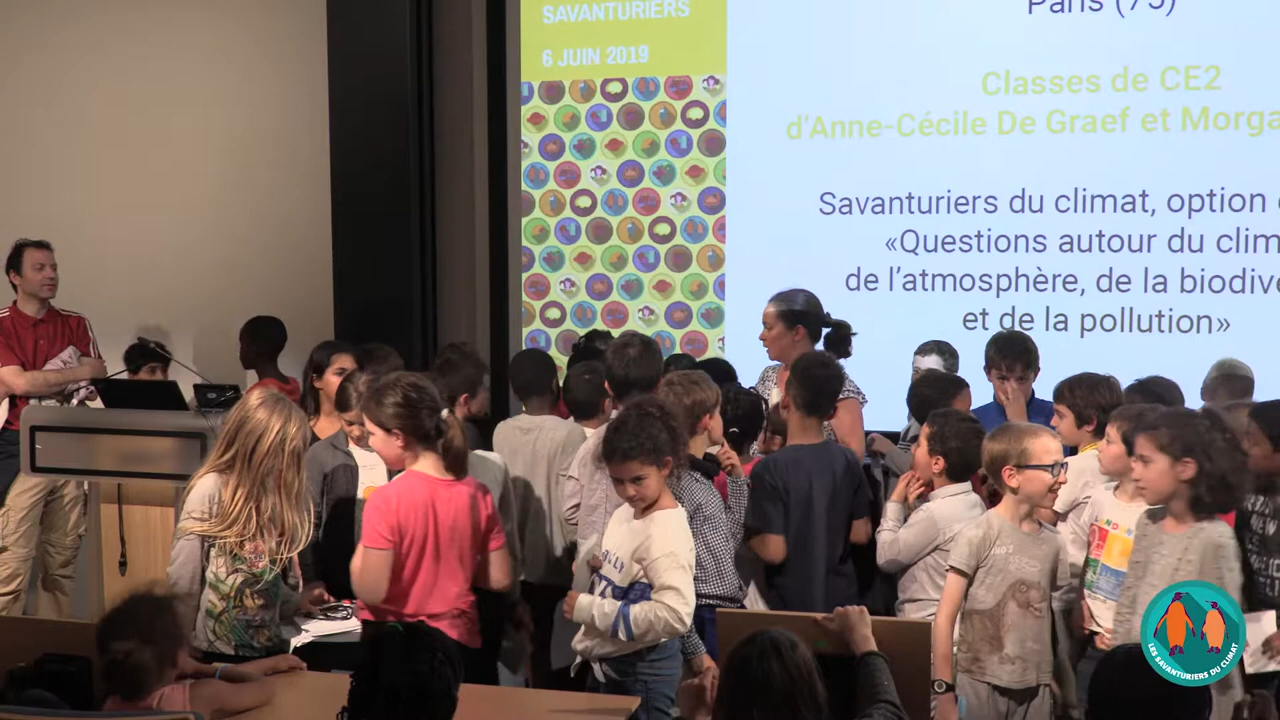 SAVANTURIERS
6 JUIN 2019
Paris (75)
Classes de CE2
d'Anne-Cécile De Graef et Morga
Savanturiers du climat, option
«Questions autour du clim
de l'atmosphère, de la biodive
et de la pollution»
LONDON
LES SAVANTURIERS DU CLIMAT